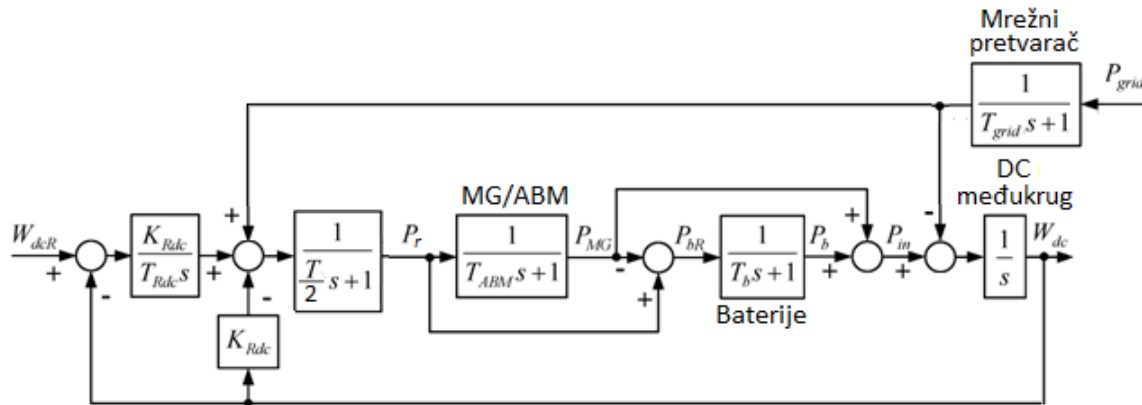 Mrežni
pretvarač
P_grid
1
T_grid s + 1
DC
međukrug
MG/ABM
W_dcR
+
-
K_Rdc
T_Rdc s
+
+
-
1
T/2 s + 1
P_r
1
T_ABM s + 1
P_MG
-
+
P_bR
1
T_b s + 1
P_b
+
+
P_in
-
+
1
s
W_dc
Baterije
K_Rdc